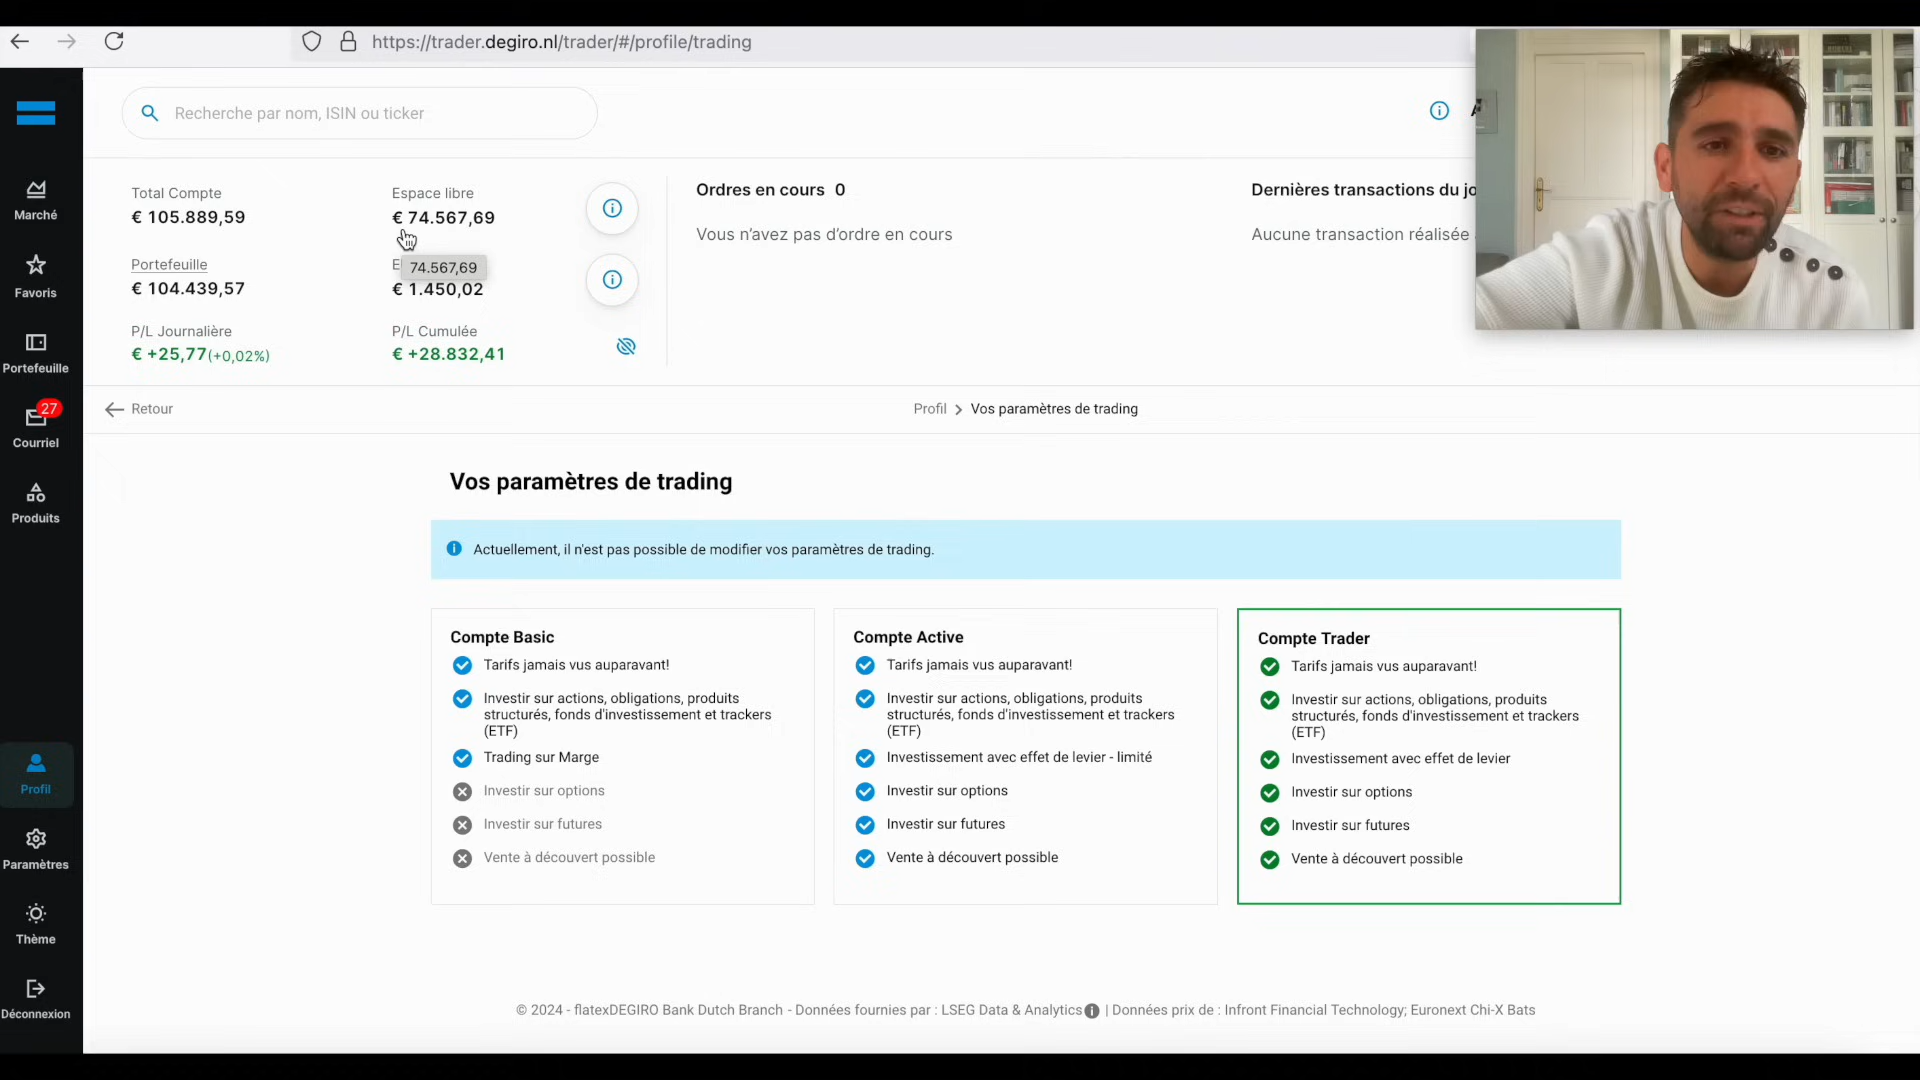 https://trader.degiro.nl/trader/#/profile/trading
Recherche par nom, ISIN ou ticker
Total Compte
€ 105.889,59
Espace libre
€ 74.567,69
74.567,69
Portefeuille
€ 104.439,57
€ 1.450,02
P/L Journalière
€ +25,77(+0,02%)
P/L Cumulée
€ +28.832,41
Ordres en cours 0
Vous n'avez pas d'ordre en cours
Dernières transactions du
Aucune transaction réalisée
Marché
Favoris
Portefeuille
27
Courriel
Produits
Profil
Paramètres
Thème
Déconnexion
Retour
Profil > Vos paramètres de trading
Vos paramètres de trading
Actuellement, il n'est pas possible de modifier vos paramètres de trading.
Compte Basic
Tarifs jamais vus auparavant!
Investir sur actions, obligations, produits
structurés, fonds d'investissement et trackers
(ETF)
Trading sur Marge
Investir sur options
Investir sur futures
Vente à découvert possible
Compte Active
Tarifs jamais vus auparavant!
Investir sur actions, obligations, produits
structurés, fonds d'investissement et trackers
(ETF)
Investissement avec effet de levier - limité
Investir sur options
Investir sur futures
Vente à découvert possible
Compte Trader
Tarifs jamais vus auparavant!
Investir sur actions, obligations, produits
structurés, fonds d'investissement et trackers
(ETF)
Investissement avec effet de levier
Investir sur options
Investir sur futures
Vente à découvert possible
© 2024 - flatexDEGIRO Bank Dutch Branch - Données fournies par : LSEG Data & Analytics | Données prix de : Infront Financial Technology; Euronext Chi-X Bats